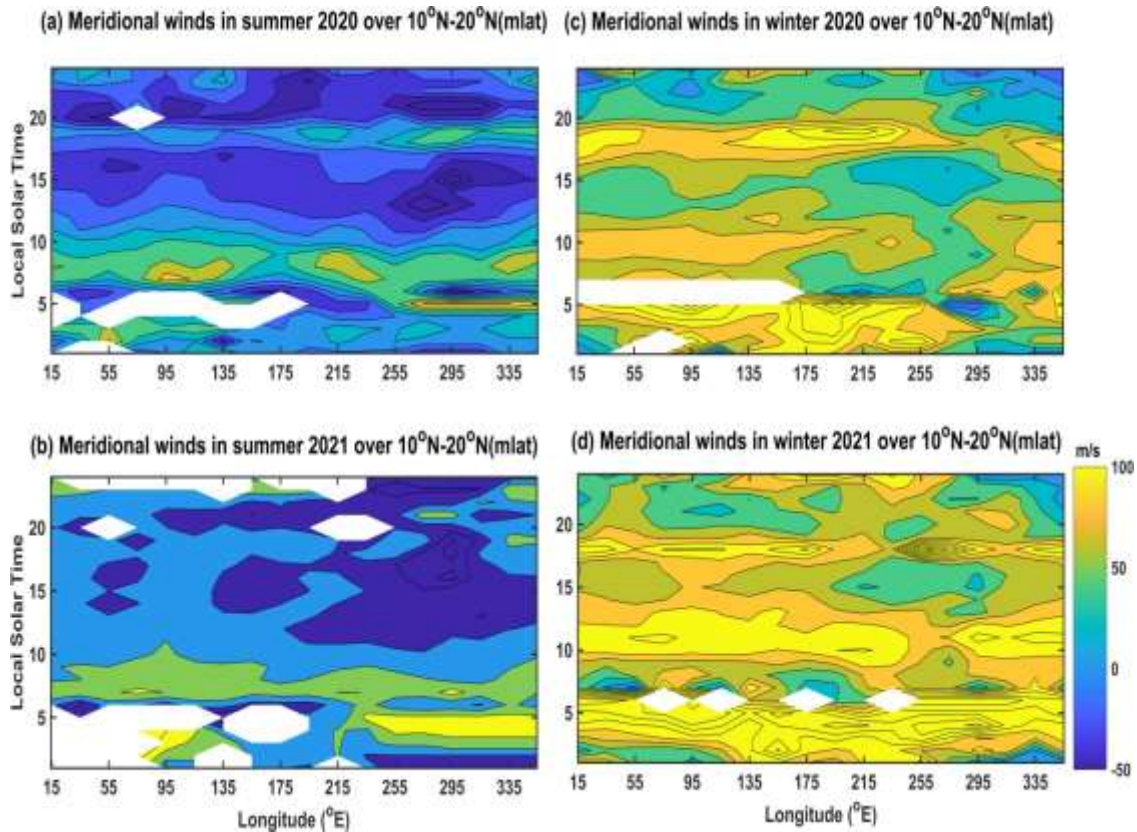 (a) Meridional winds in summer 2020 over 10°N-20°N(mlat)
20
15
10
5
Local Solar Time
15 55 95 135 175 215 255 295 335
(c) Meridional winds in winter 2020 over 10°N-20°N(mlat)
20
15
10
5
15 55 95 135 175 215 255 295 335
(b) Meridional winds in summer 2021 over 10°N-20°N(mlat)
20
15
10
5
Local Solar Time
15 55 95 135 175 215 255 295 335
Longitude (°E)
(d) Meridional winds in winter 2021 over 10°N-20°N(mlat)
20
15
10
5
15 55 95 135 175 215 255 295 335
Longitude (°E)
m/s
100
50
0
-50